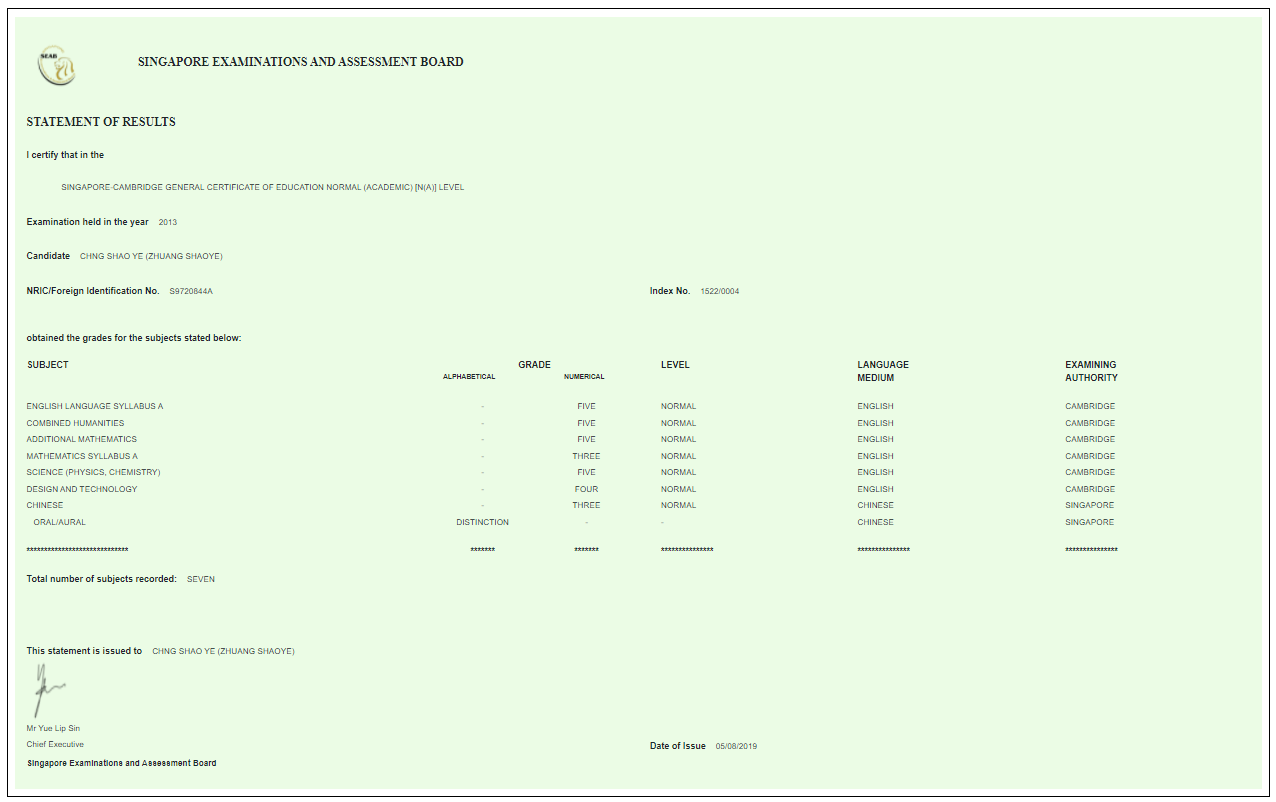 SEAB
SINGAPORE EXAMINATIONS AND ASSESSMENT BOARD
STATEMENT OF RESULTS
I certify that in the
SINGAPORE-CAMBRIDGE GENERAL CERTIFICATE OF EDUCATION NORMAL (ACADEMIC) [N(A)] LEVEL
Examination held in the year 2013
Candidate CHNG SHAO YE (ZHUANG SHAOYE)
NRIC/Foreign Identification No. S9720844A Index No. 1522/0004
obtained the grades for the subjects stated below:
SUBJECT GRADE LEVEL LANGUAGE EXAMINING
ALPHABETICAL NUMERICAL MEDIUM AUTHORITY
ENGLISH LANGUAGE SYLLABUS A - FIVE NORMAL ENGLISH CAMBRIDGE
COMBINED HUMANITIES - FIVE NORMAL ENGLISH CAMBRIDGE
ADDITIONAL MATHEMATICS - FIVE NORMAL ENGLISH CAMBRIDGE
MATHEMATICS SYLLABUS A - THREE NORMAL ENGLISH CAMBRIDGE
SCIENCE (PHYSICS, CHEMISTRY) - FIVE NORMAL ENGLISH CAMBRIDGE
DESIGN AND TECHNOLOGY - FOUR NORMAL ENGLISH CAMBRIDGE
CHINESE - THREE NORMAL CHINESE SINGAPORE
ORAL/AURAL DISTINCTION - - CHINESE SINGAPORE
***************************** ******* ******* *************** *************** ***************
Total number of subjects recorded: SEVEN
This statement is issued to CHNG SHAO YE (ZHUANG SHAOYE)
Mr Yue Lip Sin
Chief Executive
Date of Issue 05/08/2019
Singapore Examinations and Assessment Board